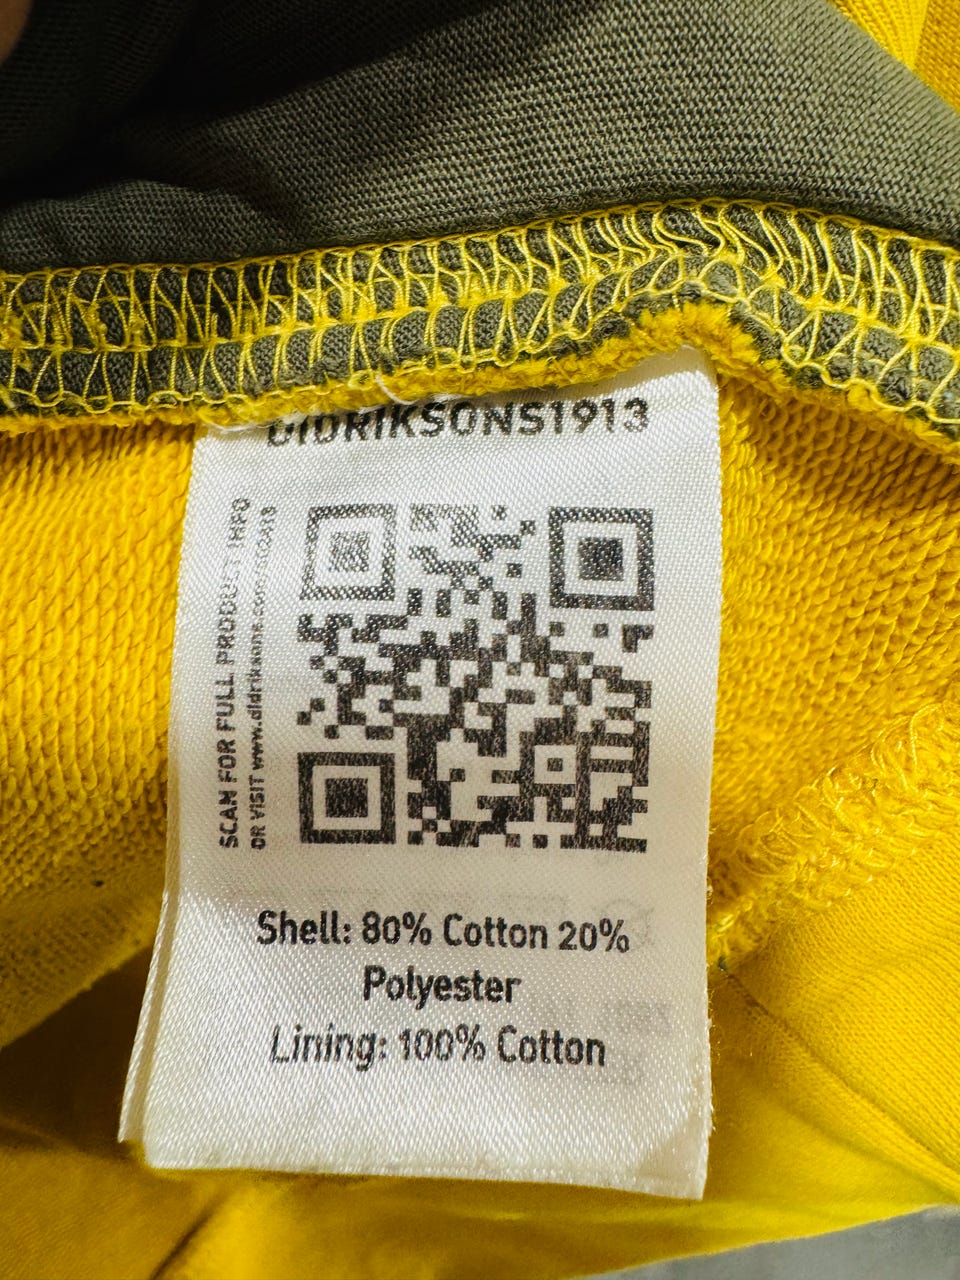 DIDRIKSONS1913
SCAN FOR FULL PRODUCT INFO
OR VISIT www.didriksons.com
Shell: 80% Cotton 20%
Polyester
Lining: 100% Cotton